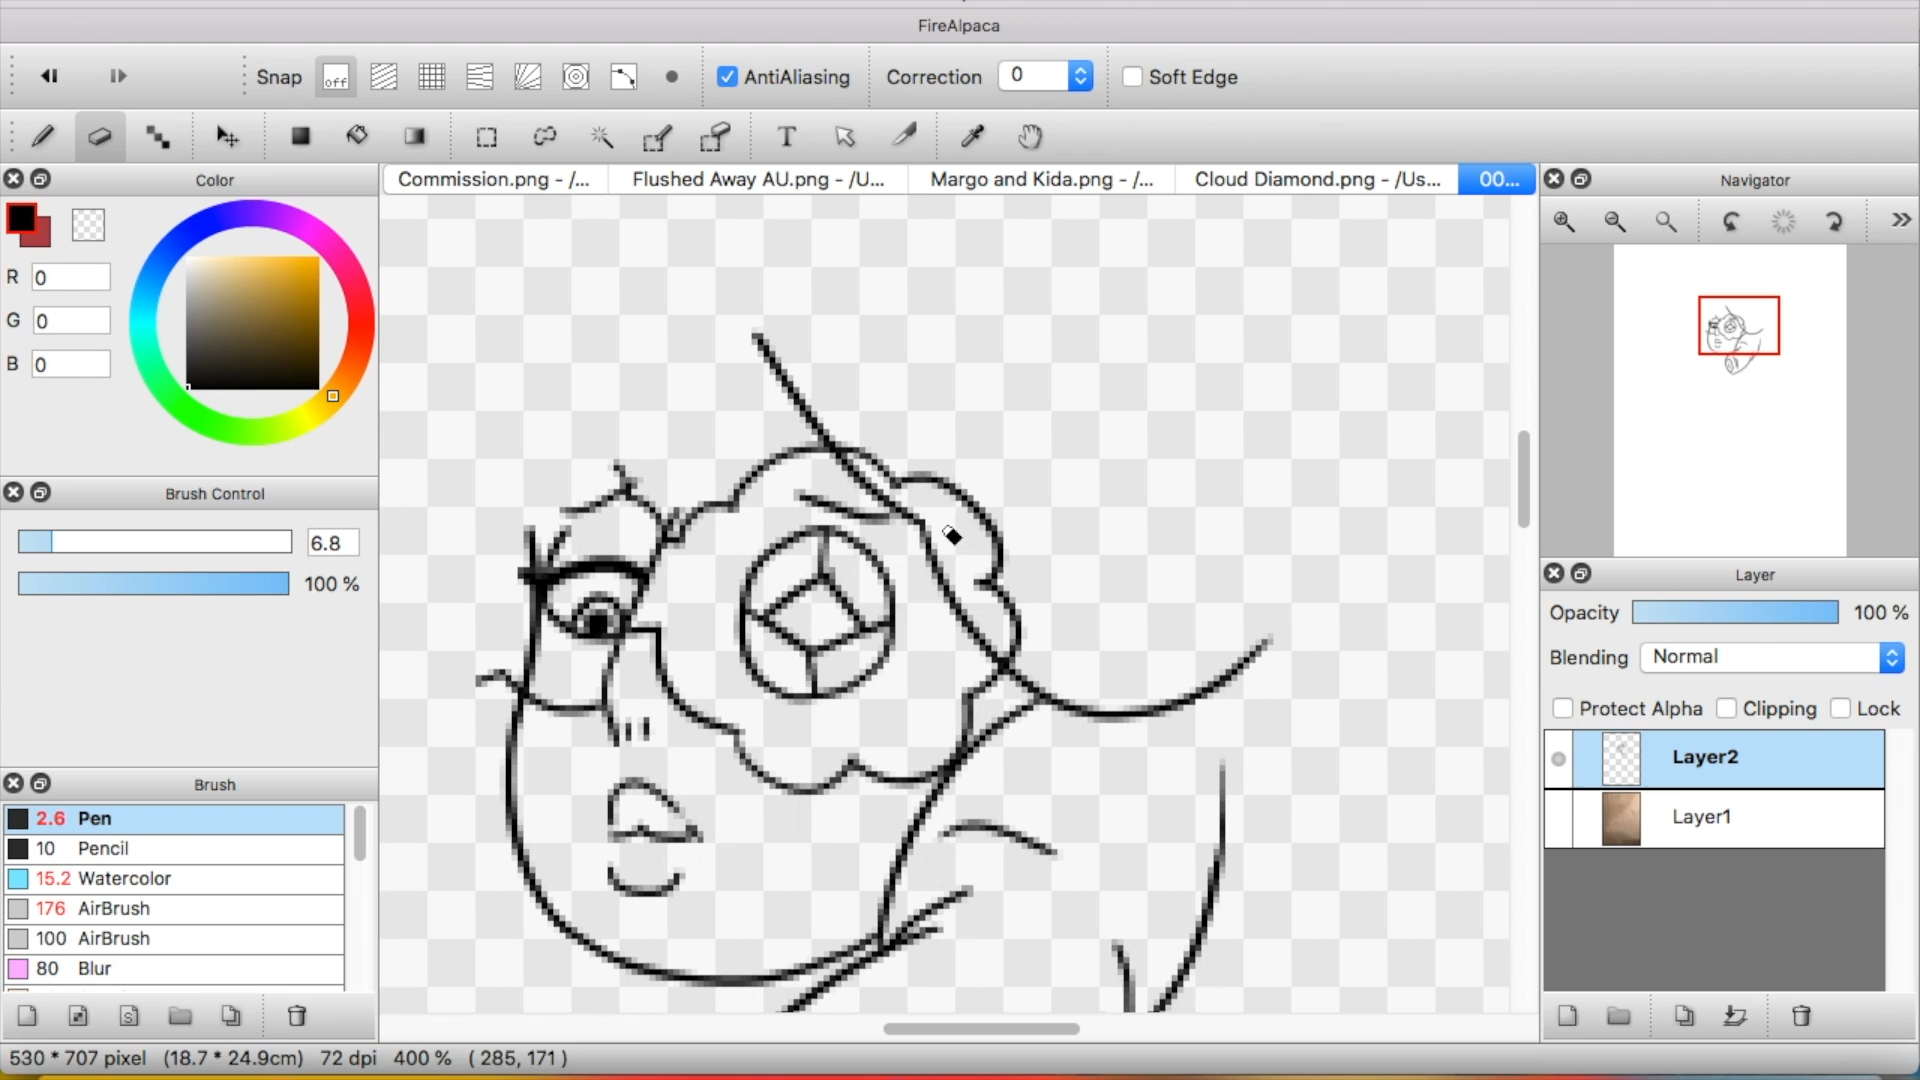 FireAlpaca
Snap off AntiAliasing Correction 0 Soft Edge
T
Color
Commission.png - /... Flushed Away AU.png - /U... Margo and Kida.png - /... Cloud Diamond.png - /Us... 00...
Navigator
R 0
G 0
B 0
Brush Control
6.8
100 %
Layer
Opacity 100 %
Blending Normal
Protect Alpha Clipping Lock
Layer2
Layer1
Brush
2.6 Pen
10 Pencil
15.2 Watercolor
176 AirBrush
100 AirBrush
80 Blur
S
530 * 707 pixel (18.7 * 24.9cm) 72 dpi 400 % ( 285, 171 )